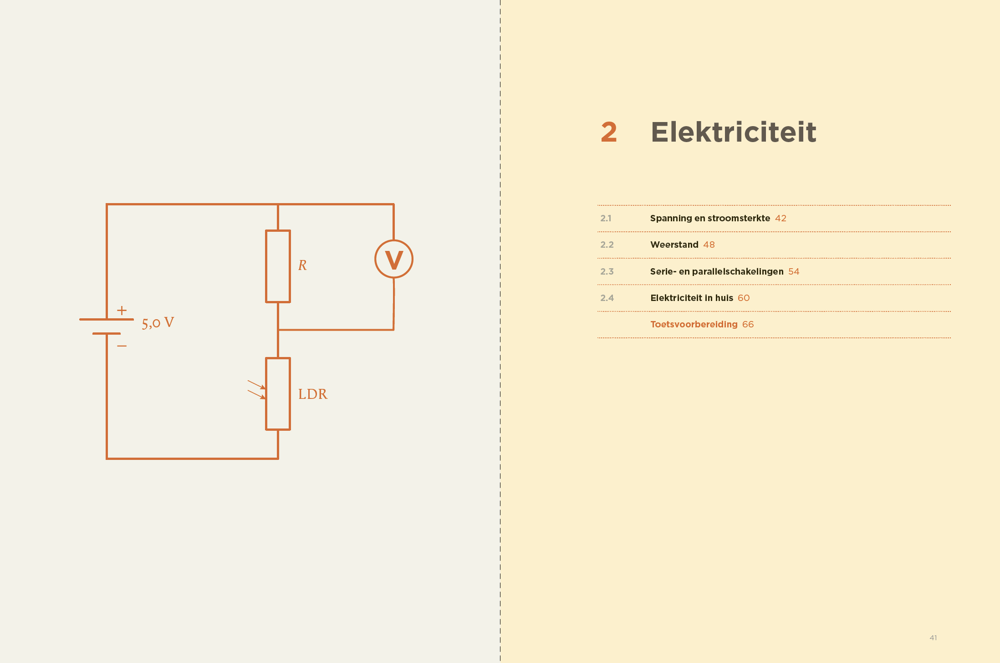 R
V
+
5,0 V
−
LDR
2 Elektriciteit
2.1 Spanning en stroomsterkte 42
2.2 Weerstand 48
2.3 Serie- en parallelschakelingen 54
2.4 Elektriciteit in huis 60
Toetsvoorbereiding 66
41